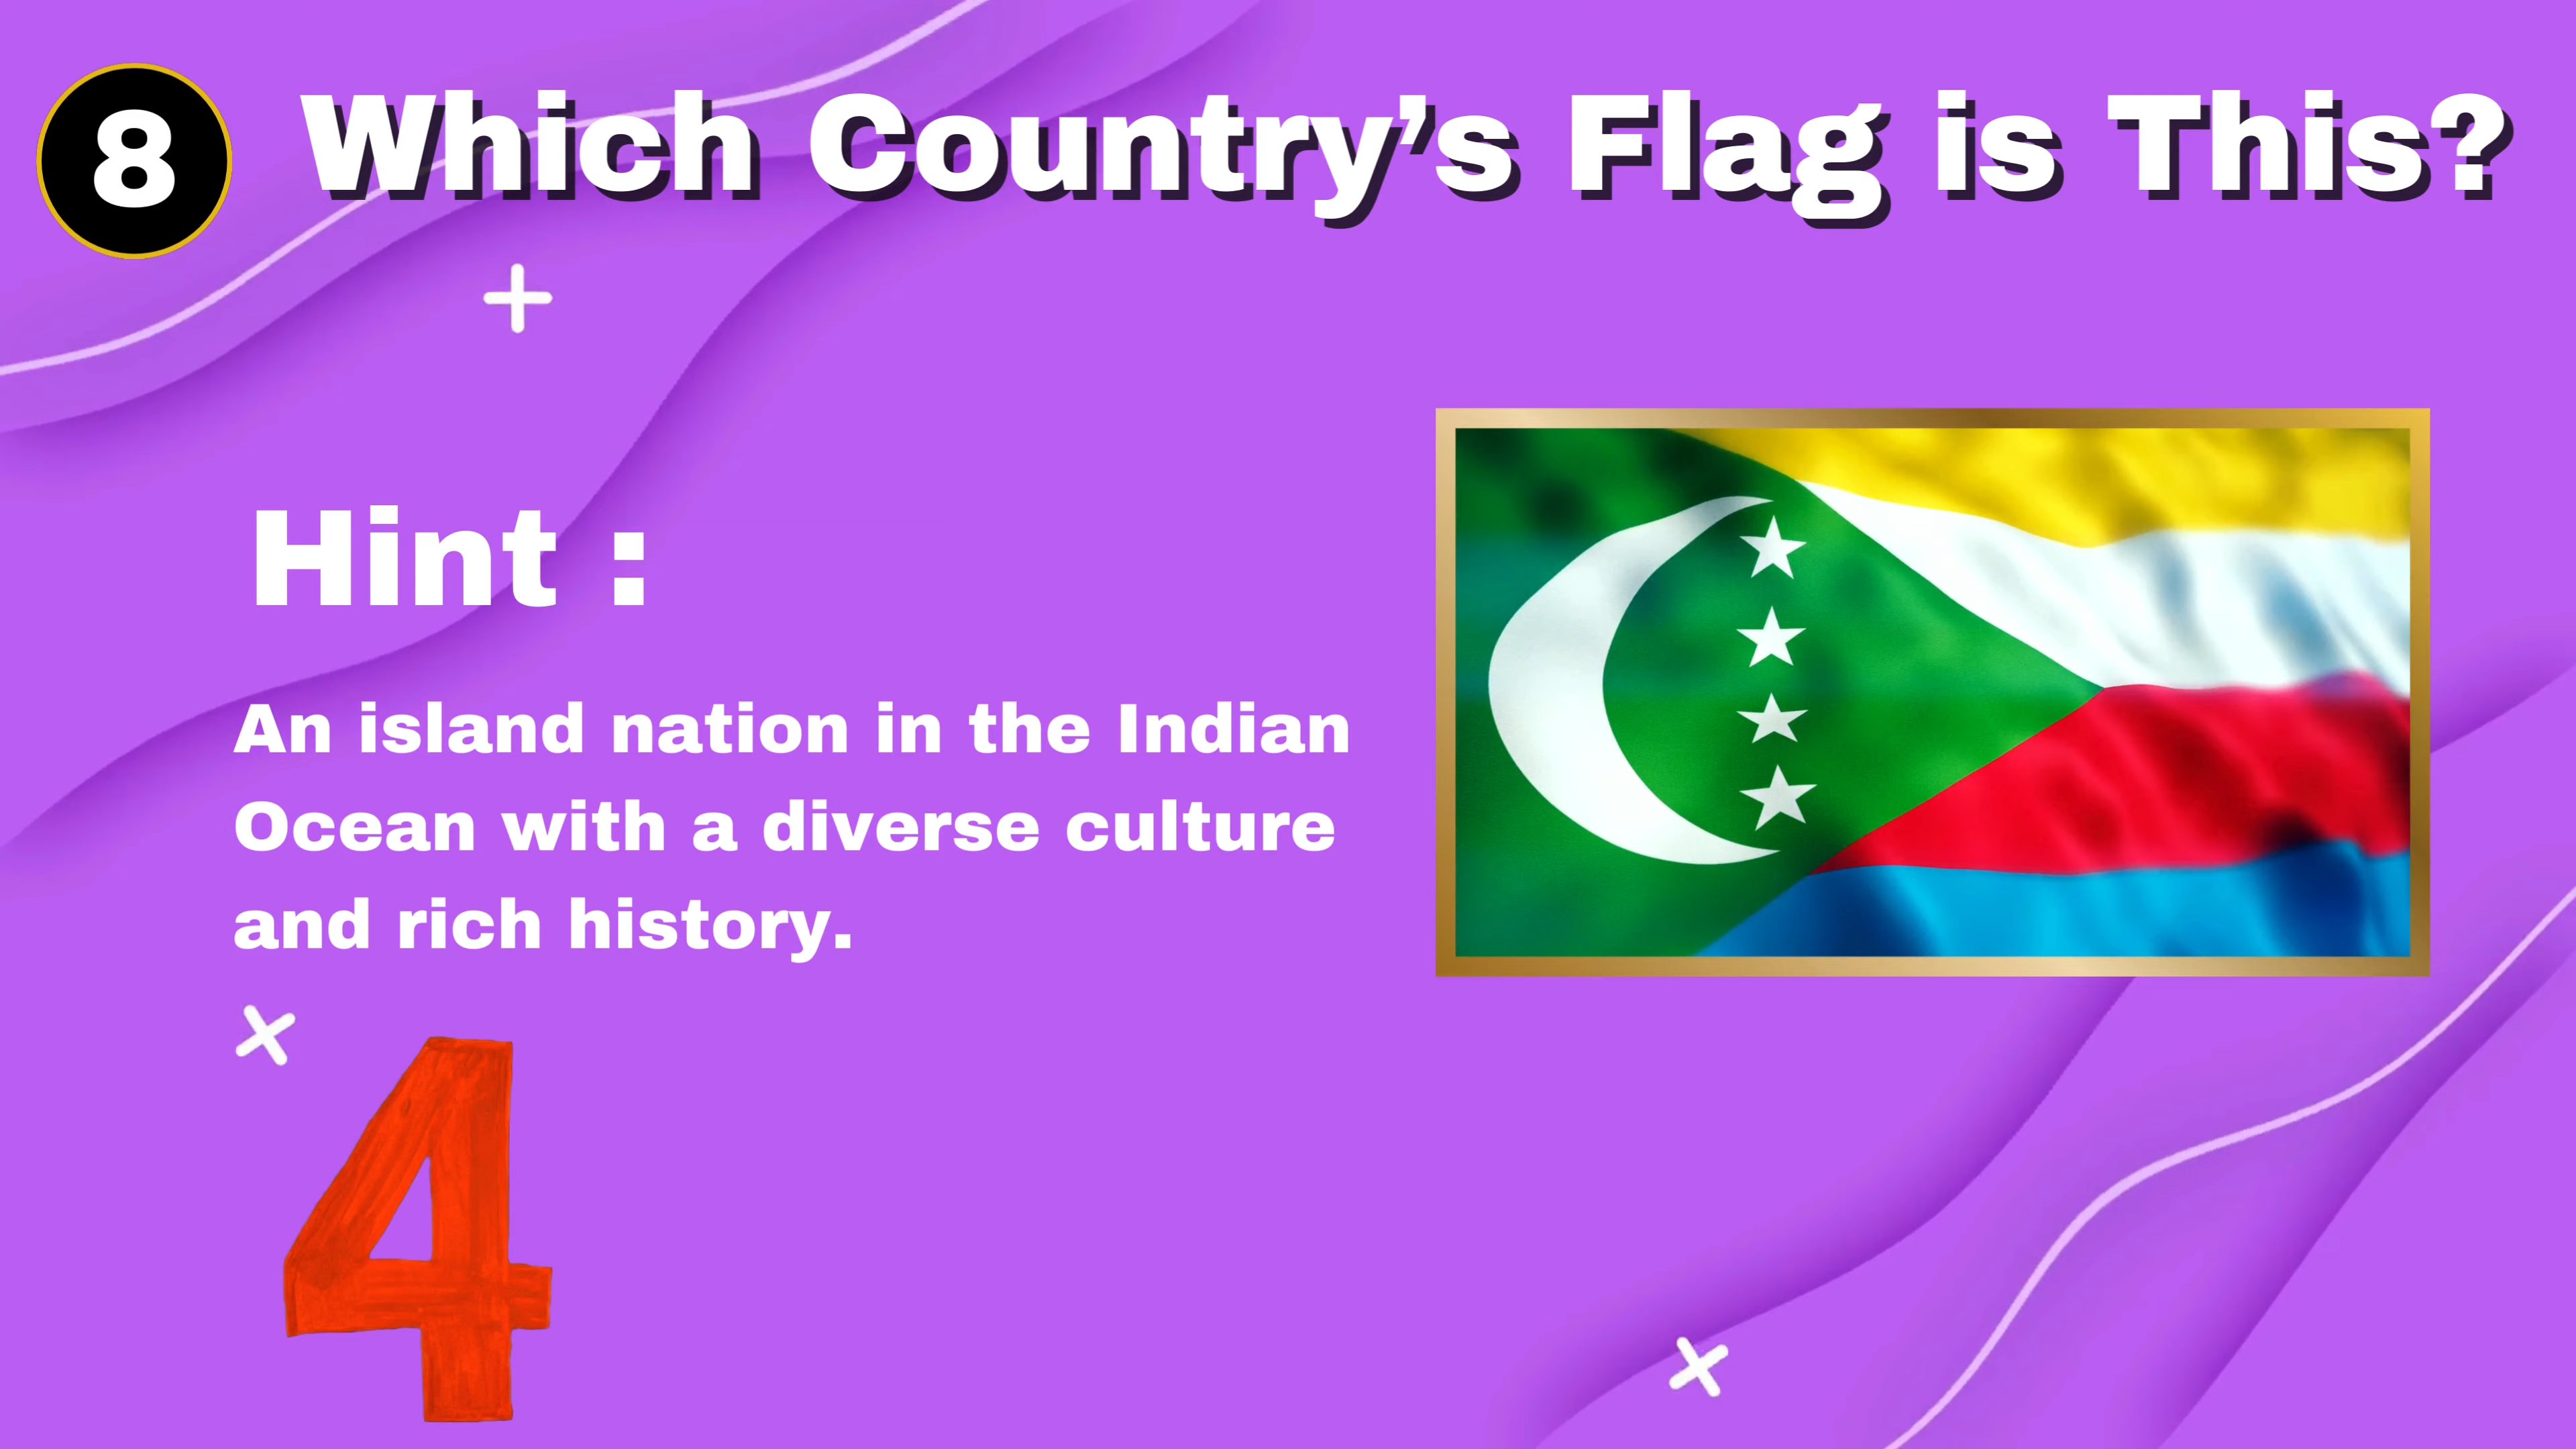 8 Which Country’s Flag is This?
Hint :
An island nation in the Indian
Ocean with a diverse culture
and rich history.
4